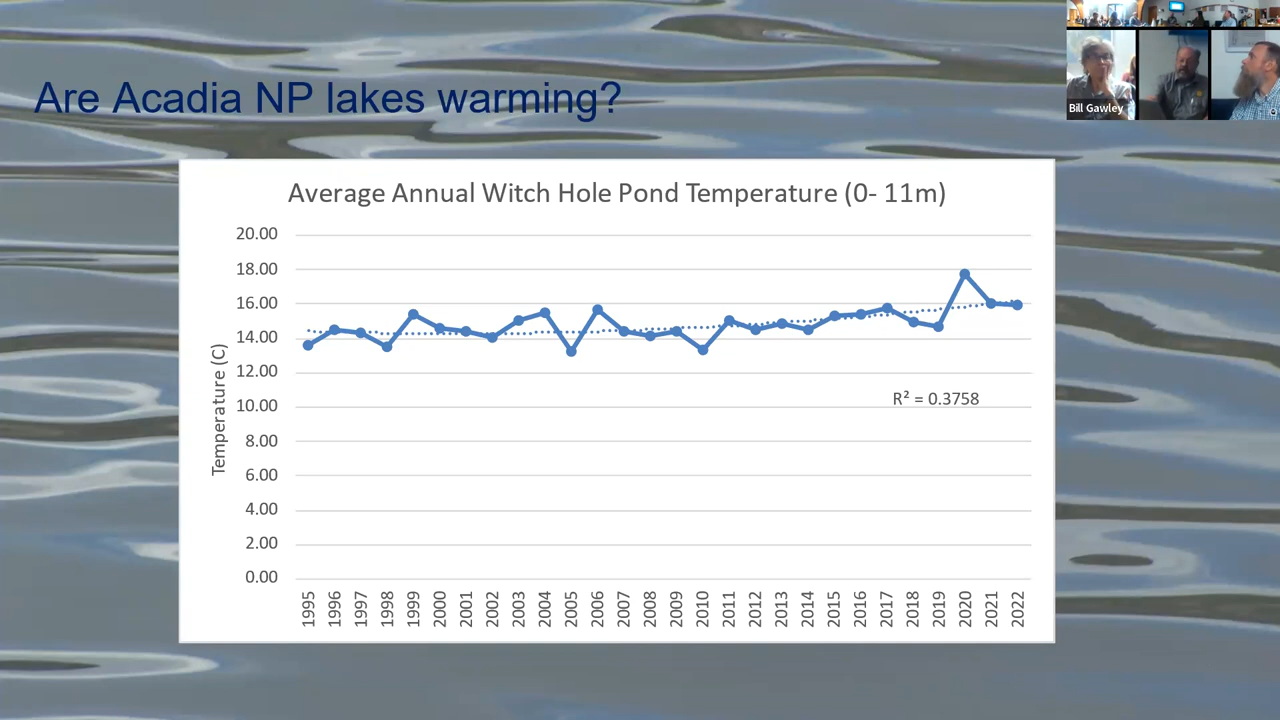 Are Acadia NP lakes warming?
Bill Gawley
Average Annual Witch Hole Pond Temperature (0- 11m)
Temperature (C)
20.00
18.00
16.00
14.00
12.00
10.00
8.00
6.00
4.00
2.00
0.00
R² = 0.3758
1995 1996 1997 1998 1999 2000 2001 2002 2003 2004 2005 2006 2007 2008 2009 2010 2011 2012 2013 2014 2015 2016 2017 2018 2019 2020 2021 2022